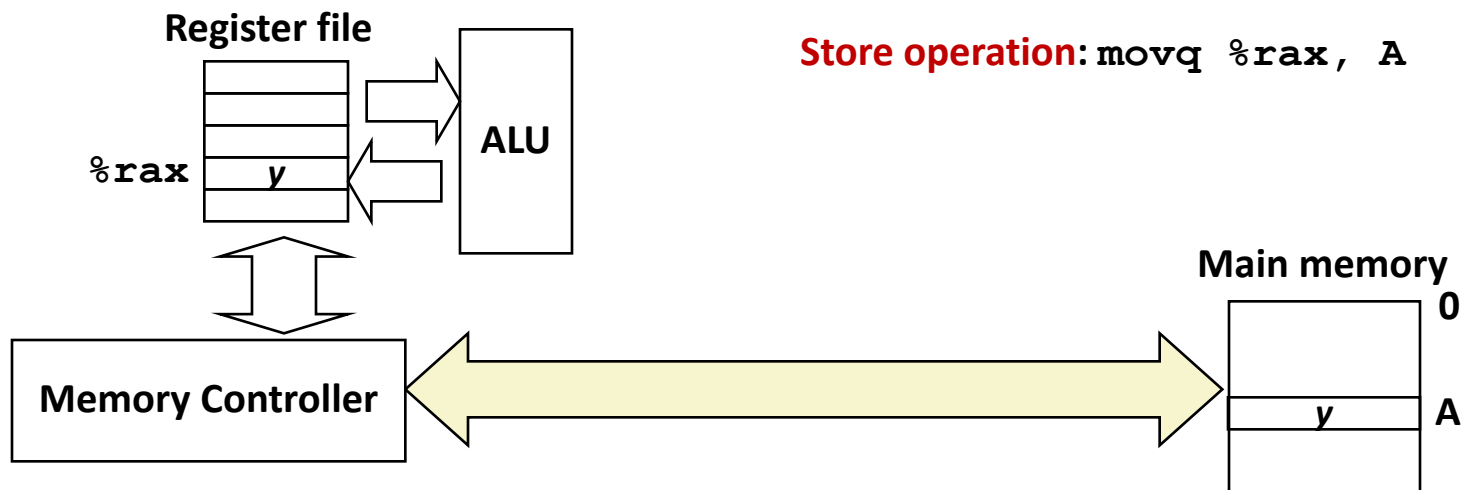 Register file
Store operation: movq %rax, A
ALU
%rax
y
Main memory
0
Memory Controller
y
A